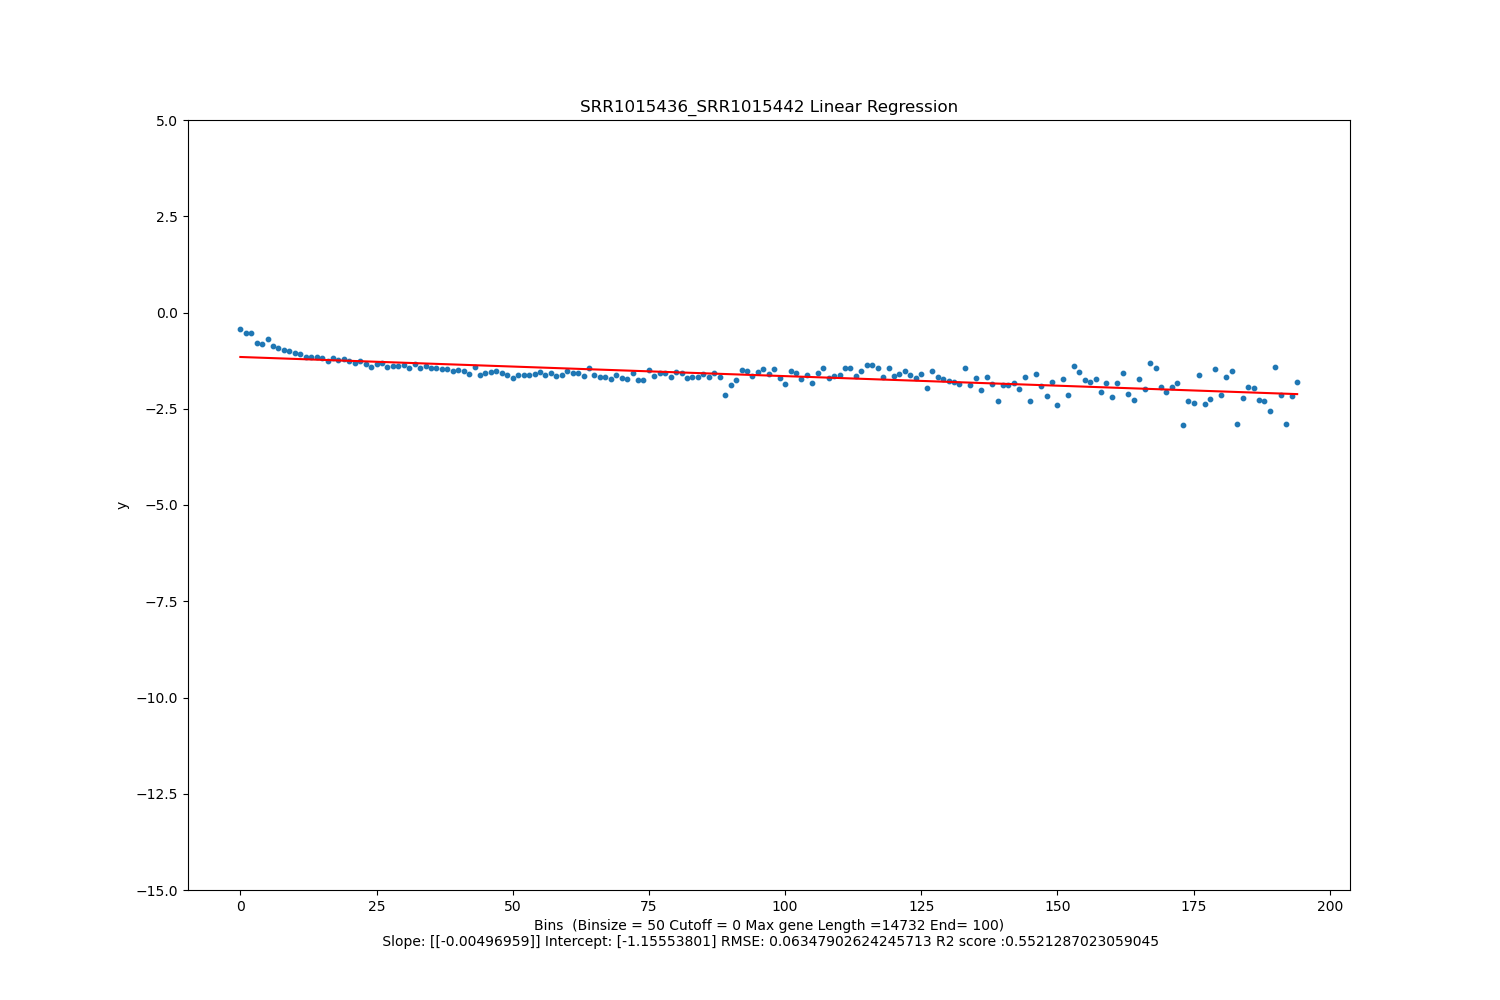 SRR1015436_SRR1015442 Linear Regression
5.0
2.5
0.0
−2.5
−5.0
−7.5
−10.0
−12.5
−15.0
y
0 25 50 75 100 125 150 175 200
Bins  (Binsize = 50 Cutoff = 0 Max gene Length =14732 End= 100)
Slope: [[-0.00496959]] Intercept: [-1.15553801] RMSE: 0.06347902624245713 R2 score :0.5521287023059045